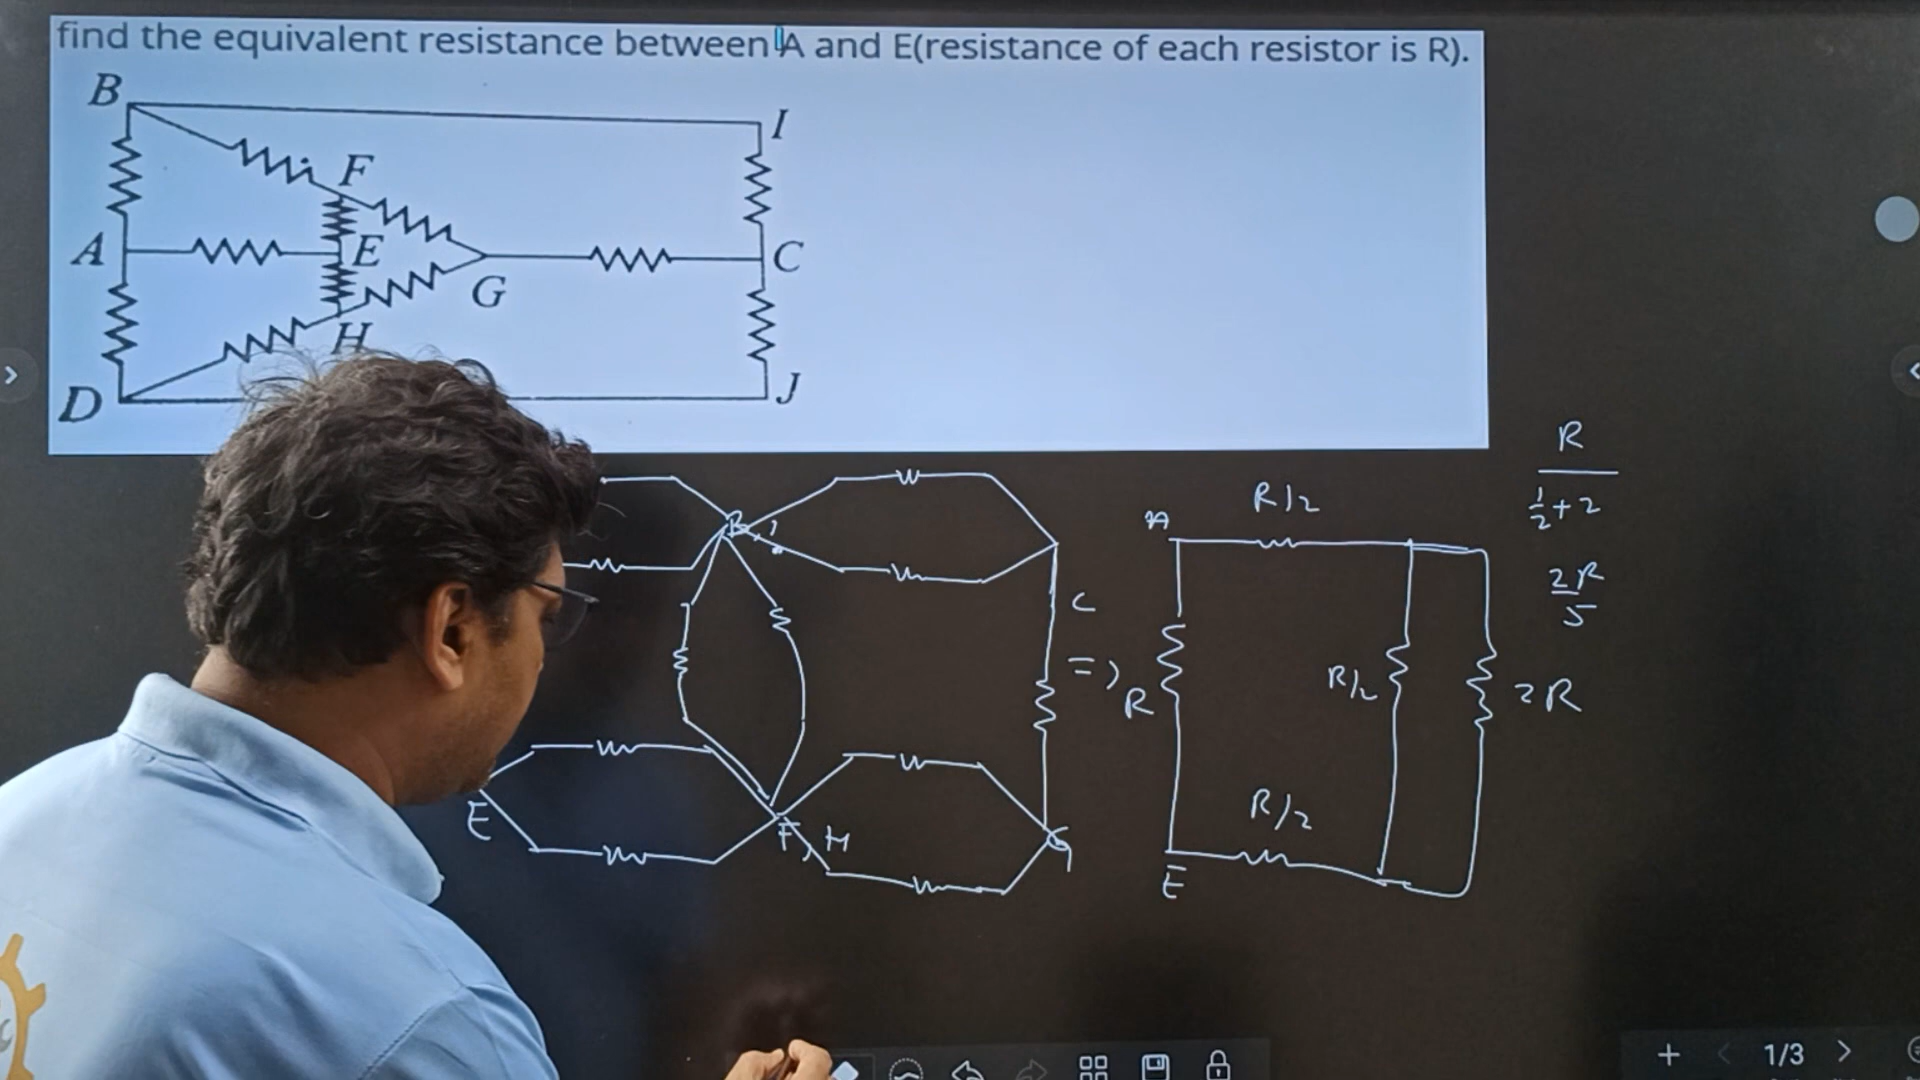 find the equivalent resistance between A and E(resistance of each resistor is R).
B
I
F
A
E
C
G
H
D
J
R
1/2 + 2
2R
5
A
R/2
B, D
C
=>
R
R/2
2R
R/2
E
F, H
G
E
+ < 1/3 >